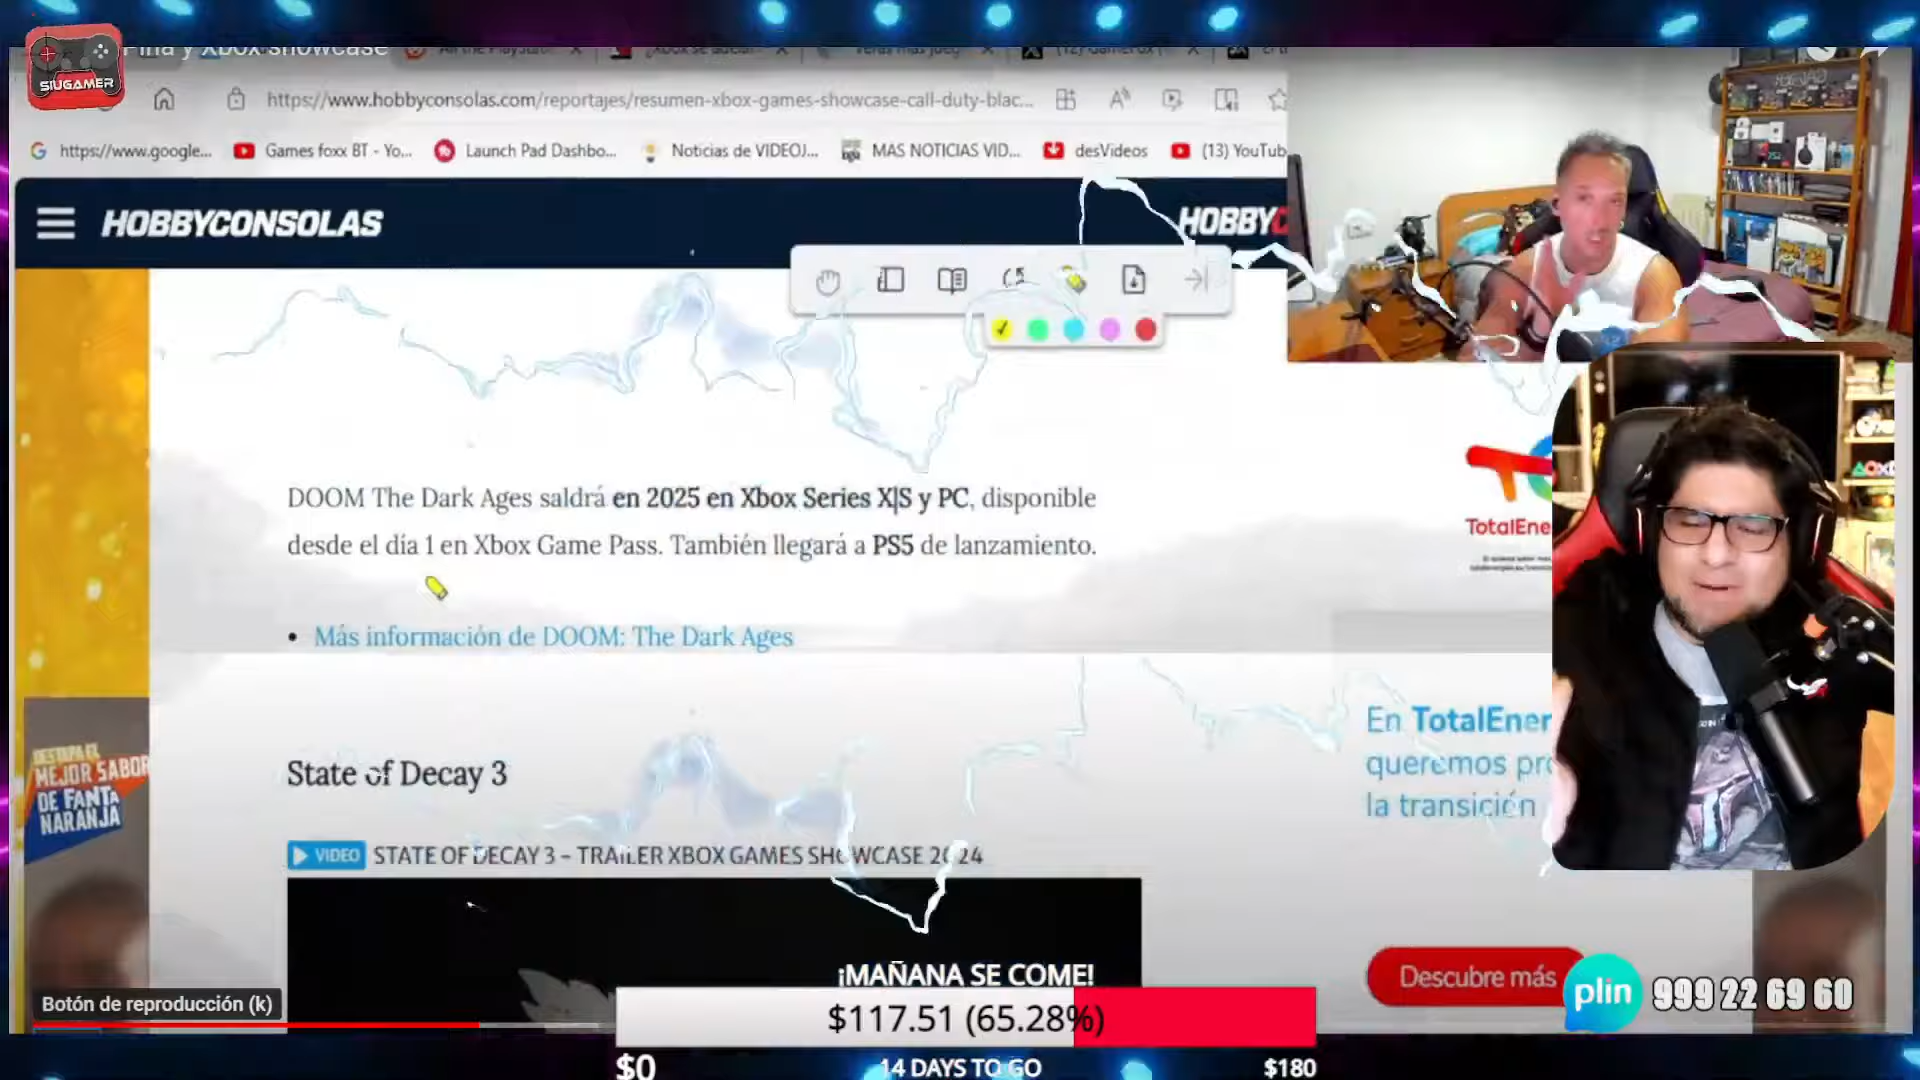 Piña y Xbox showcase
SIUGAMER
https://www.hobbyconsolas.com/reportajes/resumen-xbox-games-showcase-call-duty-blac...
https://www.google...
Games foxx BT - Yo...
Launch Pad Dashbo...
Noticias de VIDEOJ...
MAS NOTICIAS VID...
desVideos
(13) YouTub
HOBBYCONSOLAS
HOBBYC
DOOM The Dark Ages saldrá en 2025 en Xbox Series X|S y PC, disponible
desde el día 1 en Xbox Game Pass. También llegará a PS5 de lanzamiento.
• Más información de DOOM: The Dark Ages
TotalEne
State of Decay 3
VIDEO STATE OF DECAY 3 – TRAILER XBOX GAMES SHOWCASE 2024
En TotalEner
queremos pro
la transición
DESTAPA EL
MEJOR SABOR
DE FANTA
NARANJA
Descubre más
Botón de reproducción (k)
¡MAÑANA SE COME!
$117.51 (65.28%)
$0
14 DAYS TO GO
$180
plin
999 22 69 60